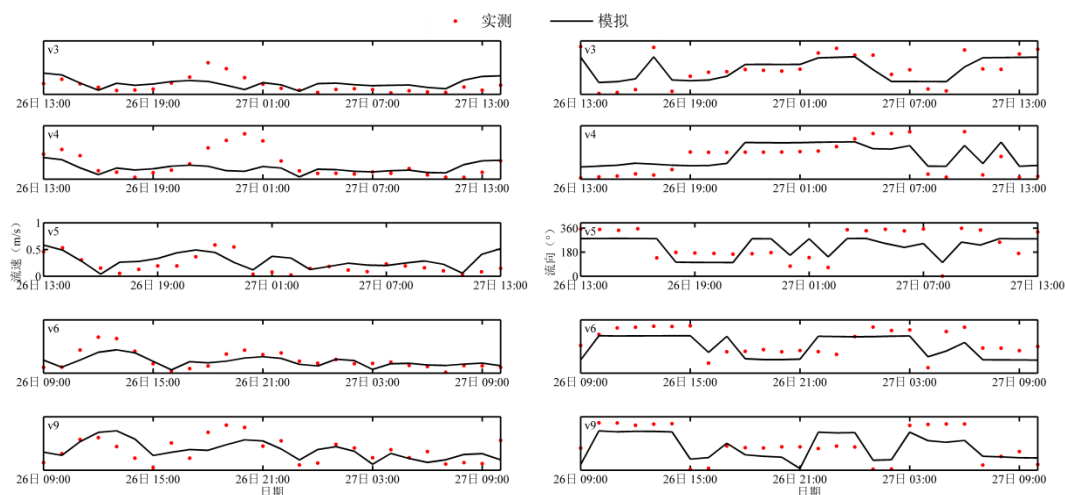 实测 模拟
v3 v3
26日 13:00 26日 19:00 27日 01:00 27日 07:00 27日 13:00 26日 13:00 26日 19:00 27日 01:00 27日 07:00 27日 13:00
v4 v4
26日 13:00 26日 19:00 27日 01:00 27日 07:00 27日 13:00 26日 13:00 26日 19:00 27日 01:00 27日 07:00 27日 13:00
流速（m/s） 1 0.5 0 v5 流向（°） 360 180 0 v5
26日 13:00 26日 19:00 27日 01:00 27日 07:00 27日 13:00 26日 13:00 26日 19:00 27日 01:00 27日 07:00 27日 13:00
v6 v6
26日 09:00 26日 15:00 26日 21:00 27日 03:00 27日 09:00 26日 09:00 26日 15:00 26日 21:00 27日 03:00 27日 09:00
v9 v9
26日 09:00 26日 15:00 26日 21:00 27日 03:00 27日 09:00 26日 09:00 26日 15:00 26日 21:00 27日 03:00 27日 09:00
日期 日期